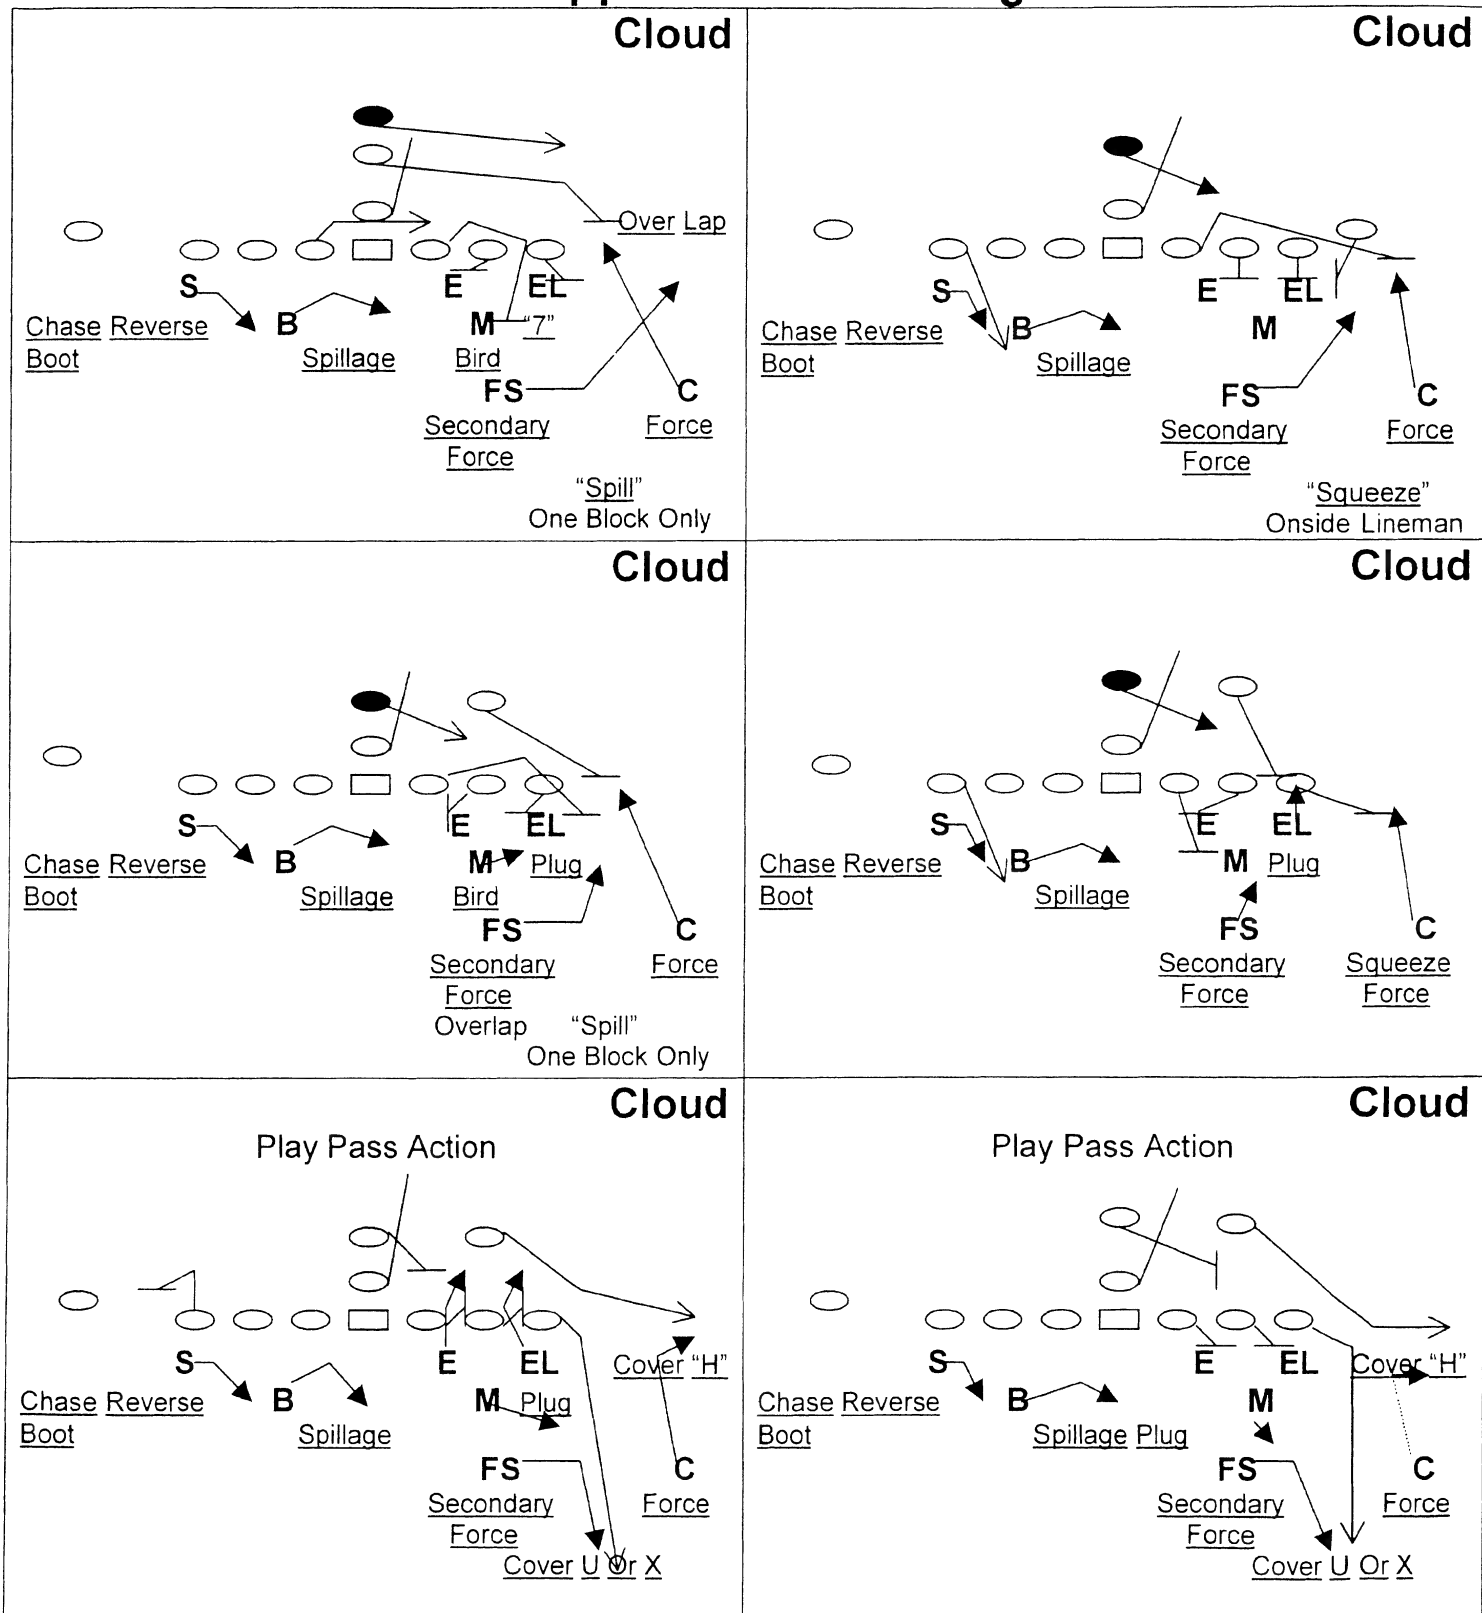 Cloud
Over Lap
S
E
EL
Chase Reverse
Boot
B
Spillage
M
"7"
Bird
FS
C
Secondary
Force
Force
"Spill"
One Block Only
Cloud
S
E
EL
Chase Reverse
Boot
B
Spillage
M
FS
C
Secondary
Force
Force
"Squeeze"
Onside Lineman
Cloud
S
E
EL
Chase Reverse
Boot
B
Spillage
M
Plug
Bird
FS
C
Secondary
Force
Force
Overlap
"Spill"
One Block Only
Cloud
S
E
EL
Chase Reverse
Boot
B
Spillage
M
Plug
FS
C
Secondary
Force
Squeeze
Force
Cloud
Play Pass Action
S
E
EL
Cover "H"
Chase Reverse
Boot
B
Spillage
M
Plug
FS
C
Secondary
Force
Force
Cover U Or X
Cloud
Play Pass Action
S
E
EL
Cover "H"
Chase Reverse
Boot
B
Spillage Plug
M
FS
C
Secondary
Force
Force
Cover U Or X